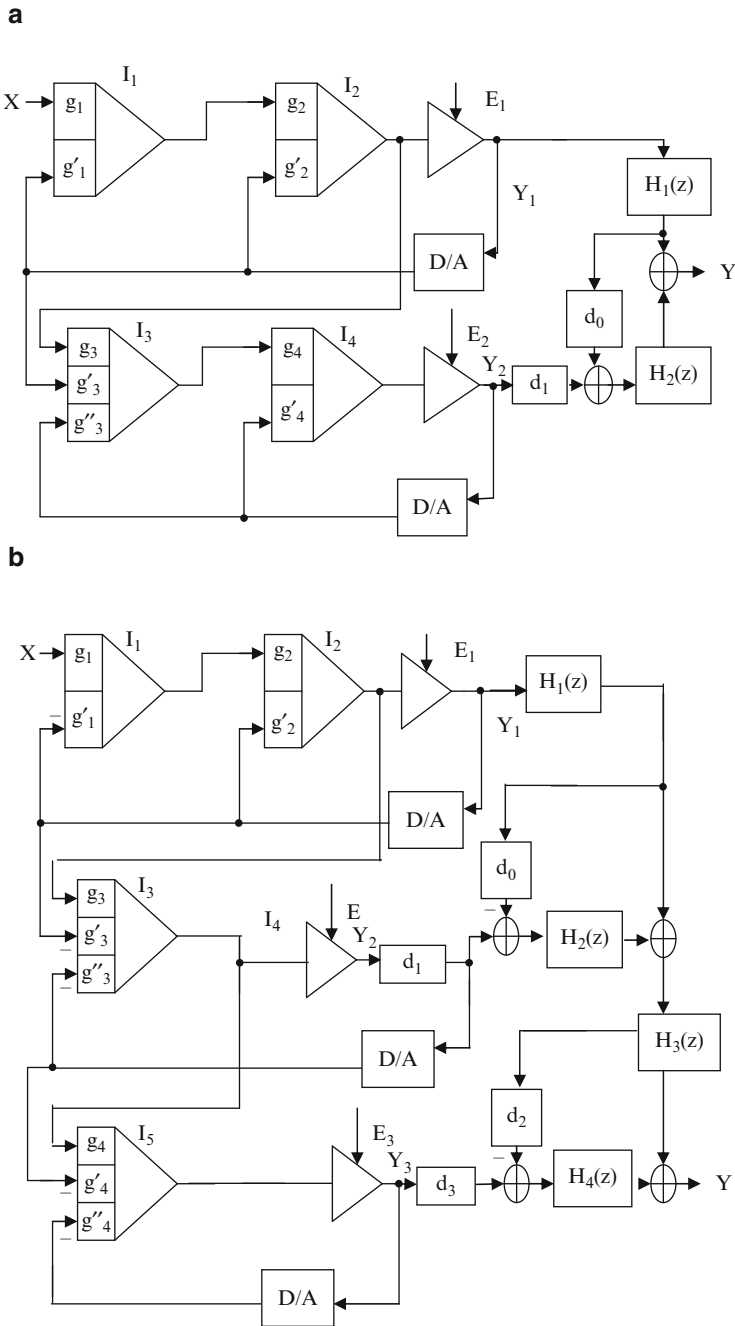 a
I₁
I₂
X
g₁
g₂
E₁
g′₁
g′₂
H₁(z)
Y₁
D/A
Y
I₃
I₄
d₀
E₂
g₃
g₄
Y₂
g′₃
d₁
H₂(z)
g″₃
g′₄
D/A
b
I₁
I₂
X
g₁
g₂
E₁
H₁(z)
–
g′₁
g′₂
Y₁
D/A
d₀
I₃
g₃
I₄
E
–
g′₃
Y₂
H₂(z)
–
g″₃
–
d₁
D/A
H₃(z)
d₂
I₅
E₃
g₄
Y₃
–
g′₄
–
d₃
H₄(z)
Y
g″₄
–
D/A